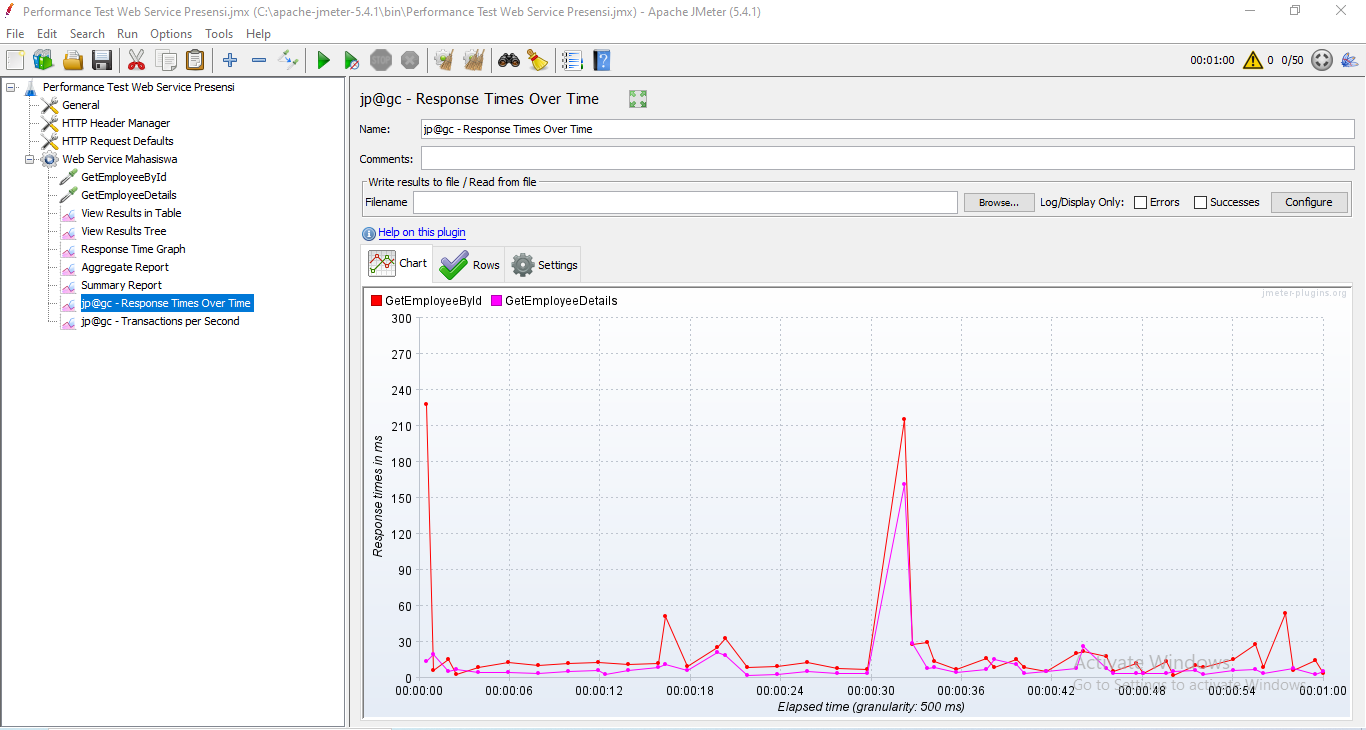 Performance Test Web Service Presensi.jmx (C:\apache-jmeter-5.4.1\bin\Performance Test Web Service Presensi.jmx) - Apache JMeter (5.4.1)
File Edit Search Run Options Tools Help
STOP
00:01:00 0 0/50
Performance Test Web Service Presensi
General
HTTP Header Manager
HTTP Request Defaults
Web Service Mahasiswa
GetEmployeeById
GetEmployeeDetails
View Results in Table
View Results Tree
Response Time Graph
Aggregate Report
Summary Report
jp@gc - Response Times Over Time
jp@gc - Transactions per Second
jp@gc - Response Times Over Time
Name: jp@gc - Response Times Over Time
Comments:
Write results to file / Read from file
Filename Browse... Log/Display Only: Errors Successes Configure
Help on this plugin
Chart Rows Settings
GetEmployeeById GetEmployeeDetails
jmeter-plugins.org
300
270
240
210
180
150
120
90
60
30
0
Response times in ms
00:00:00 00:00:06 00:00:12 00:00:18 00:00:24 00:00:30 00:00:36 00:00:42 00:00:48 00:00:54 00:01:00
Elapsed time (granularity: 500 ms)
Activate Windows
Go to Settings to activate Windows.